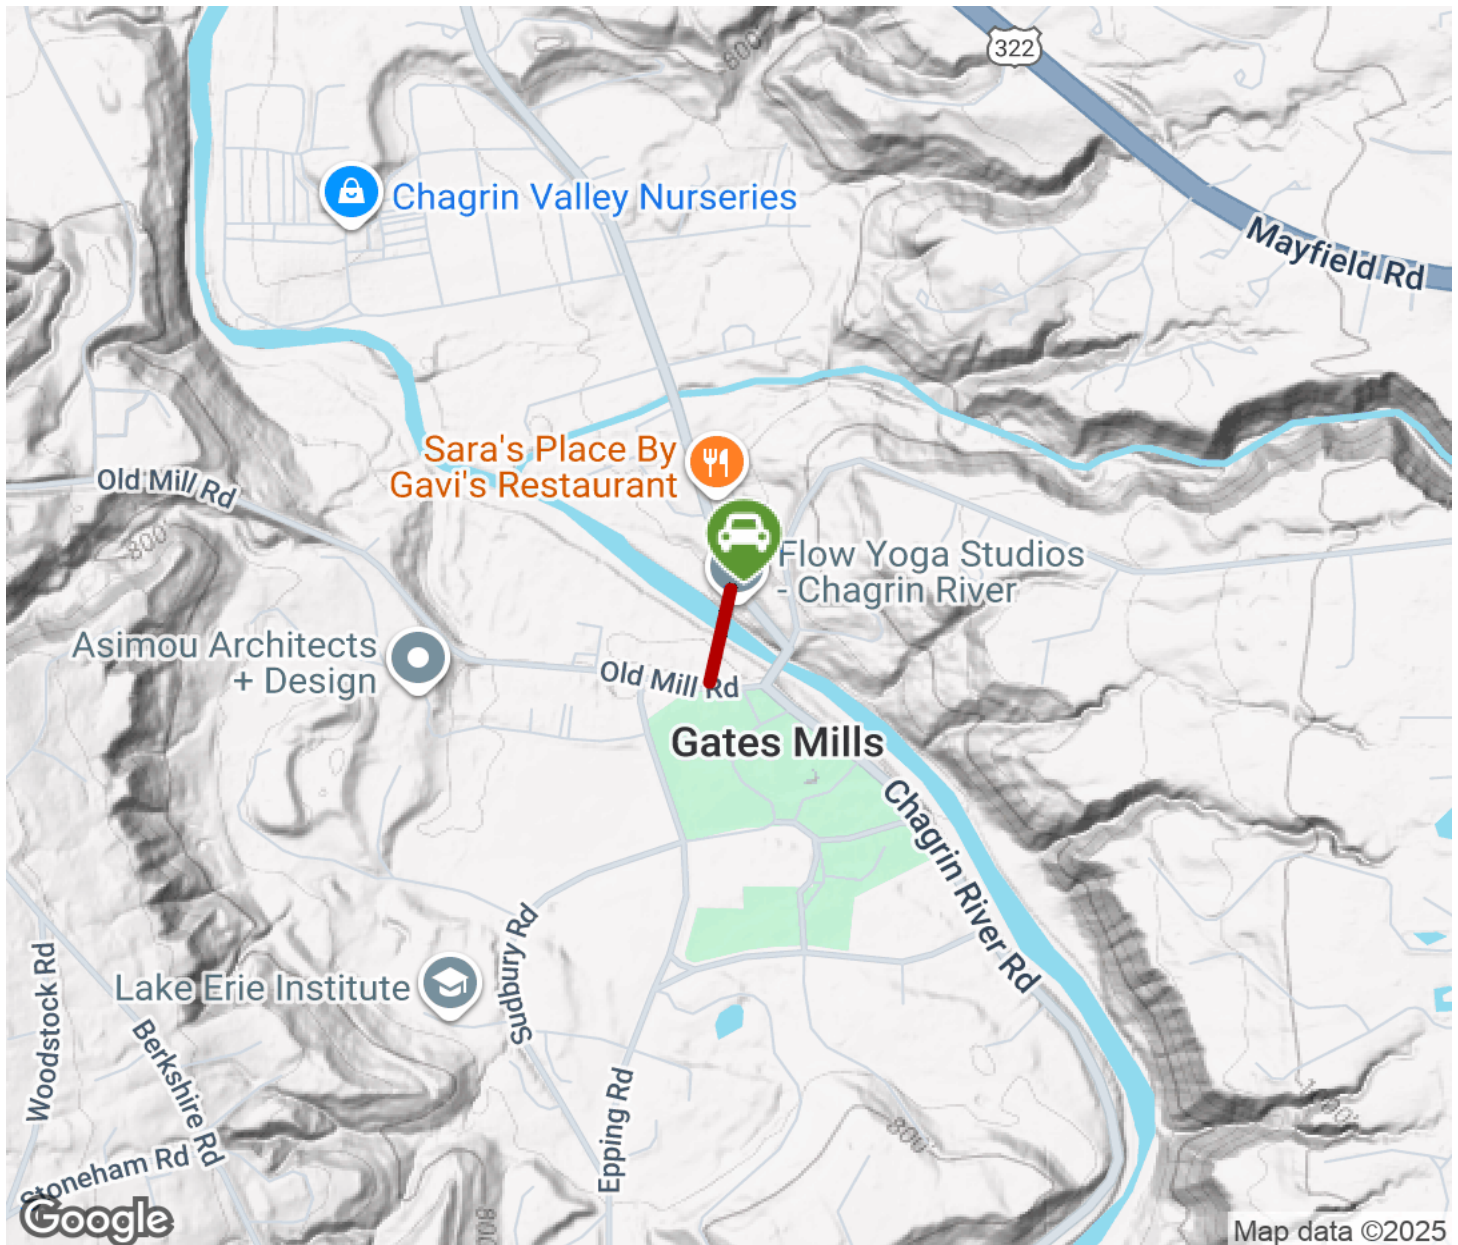 800'
322
Chagrin Valley Nurseries
Mayfield Rd
Sara's Place By
Gavi's Restaurant
Old Mill Rd
800'
Flow Yoga Studios
- Chagrin River
Asimou Architects
+ Design
Old Mill Rd
Gates Mills
Chagrin River Rd
Sudbury Rd
Lake Erie Institute
Woodstock Rd
Berkshire Rd
Epping Rd
800'
Stoneham Rd
800'
Google
Map data ©2025